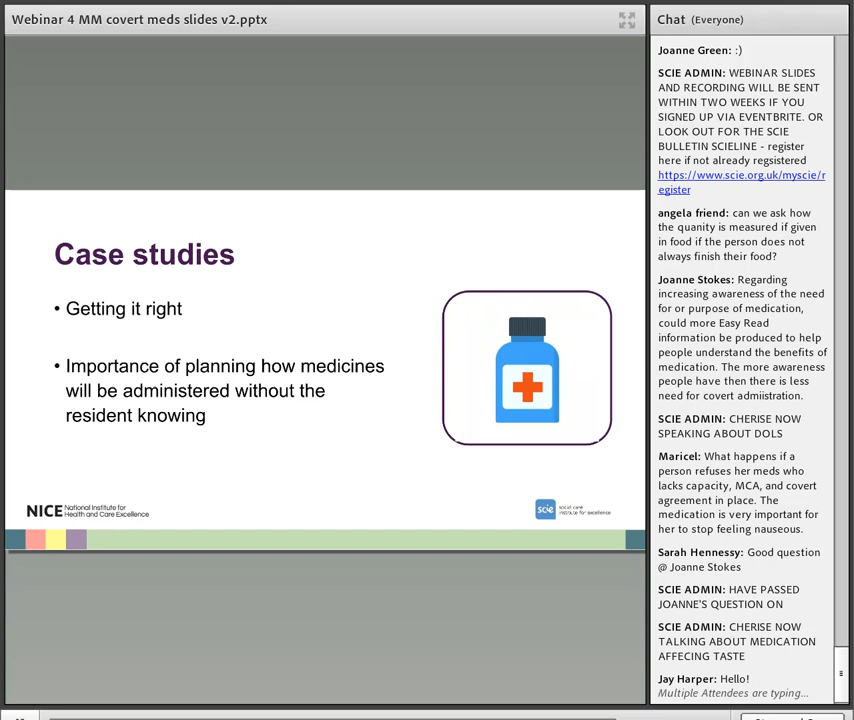 Webinar 4 MM covert meds slides v2.pptx
Case studies
• Getting it right
• Importance of planning how medicines
will be administered without the
resident knowing
NICE National Institute for
Health and Care Excellence
scie social care
institute for excellence
Chat (Everyone)
Joanne Green: :)
SCIE ADMIN: WEBINAR SLIDES
AND RECORDING WILL BE SENT
WITHIN TWO WEEKS IF YOU
SIGNED UP VIA EVENTBRITE. OR
LOOK OUT FOR THE SCIE
BULLETIN SCIELINE - register
here if not already regsistered
https://www.scie.org.uk/myscie/r
egister
angela friend: can we ask how
the quanity is measured if given
in food if the person does not
always finish their food?
Joanne Stokes: Regarding
increasing awareness of the need
for or purpose of medication,
could more Easy Read
information be produced to help
people understand the benefits of
medication. The more awareness
people have then there is less
need for covert admiistration.
SCIE ADMIN: CHERISE NOW
SPEAKING ABOUT DOLS
Maricel: What happens if a
person refuses her meds who
lacks capacity, MCA, and covert
agreement in place. The
medication is very important for
her to stop feeling nauseous.
Sarah Hennessy: Good question
@ Joanne Stokes
SCIE ADMIN: HAVE PASSED
JOANNE'S QUESTION ON
SCIE ADMIN: CHERISE NOW
TALKING ABOUT MEDICATION
AFFECING TASTE
Jay Harper: Hello!
Multiple Attendees are typing...